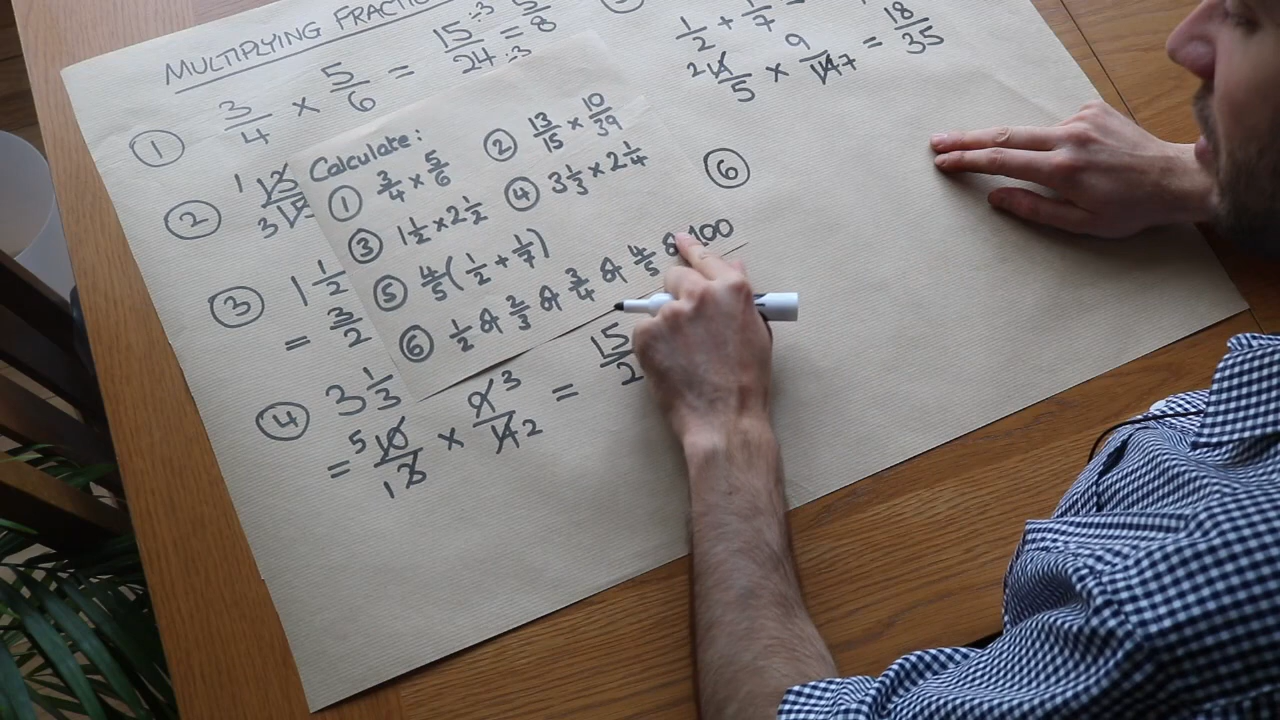 MULTIPLYING FRACTIO
① 3/4 × 5/6 = 15÷3/24÷3 = 5/8
② 1 13
3 15
③ 1 1/2
= 3/2
④ 3 1/3
= 5 10/1 3 × 9 3/4 2 = 15/2
Calculate:
① 3/4 × 5/6 ② 13/15 × 10/39
③ 1 1/2 × 2 1/2 ④ 3 1/3 × 2 1/4
⑤ 4/5 (1/2 + 1/7)
⑥ 1/2 of 2/3 of 3/4 of 4/5 of 100
1/2 + 1/7 =
2 4/5 × 9/14 7 = 18/35
⑥